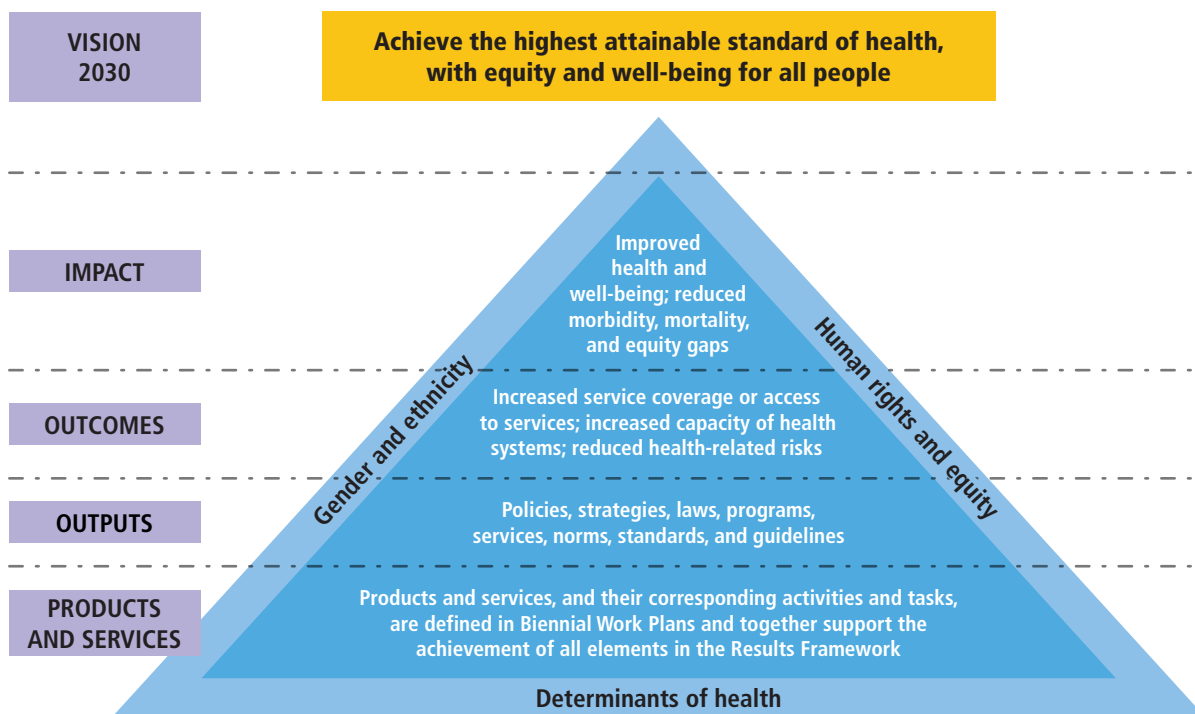 VISION
2030
Achieve the highest attainable standard of health,
with equity and well-being for all people
IMPACT
Improved
health and
well-being; reduced
morbidity, mortality,
and equity gaps
Gender and ethnicity
Human rights and equity
OUTCOMES
Increased service coverage or access
to services; increased capacity of health
systems; reduced health-related risks
OUTPUTS
Policies, strategies, laws, programs,
services, norms, standards, and guidelines
PRODUCTS
AND SERVICES
Products and services, and their corresponding activities and tasks,
are defined in Biennial Work Plans and together support the
achievement of all elements in the Results Framework
Determinants of health